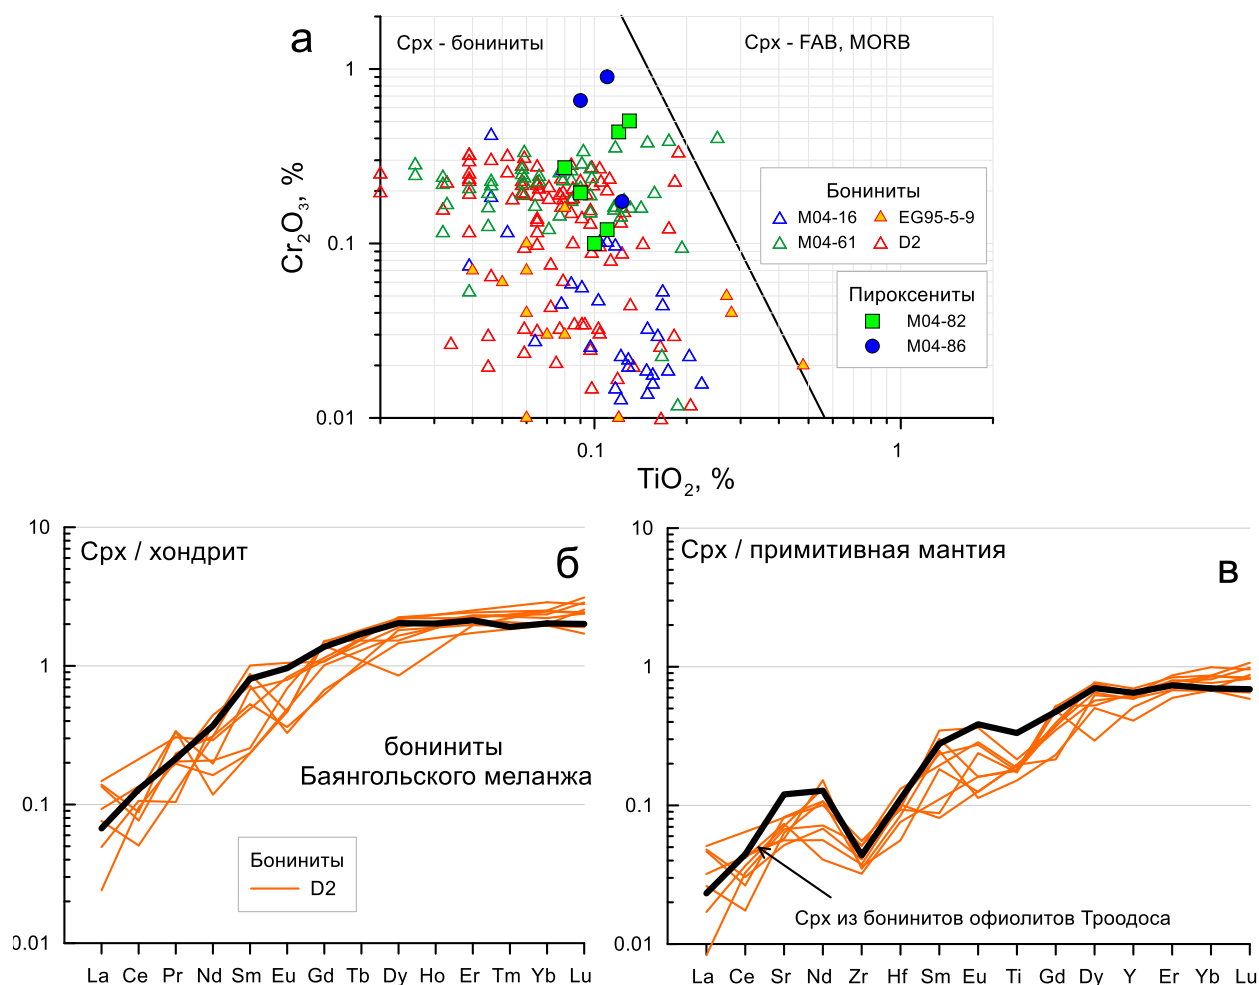 а
Cpx - бониниты
Cpx - FAB, MORB
1
0.1
0.01
Cr2O3, %
Бониниты
M04-16
EG95-5-9
M04-61
D2
Пироксениты
M04-82
M04-86
0.1
1
TiO2, %
10
1
0.1
0.01
Cpx / хондрит
б
бониниты
Баянгольского меланжа
Бониниты
D2
La Ce Pr Nd Sm Eu Gd Tb Dy Ho Er Tm Yb Lu
10
1
0.1
0.01
Cpx / примитивная мантия
в
Cpx из бонинитов офиолитов Троодоса
La Ce Sr Nd Zr Hf Sm Eu Ti Gd Dy Y Er Yb Lu